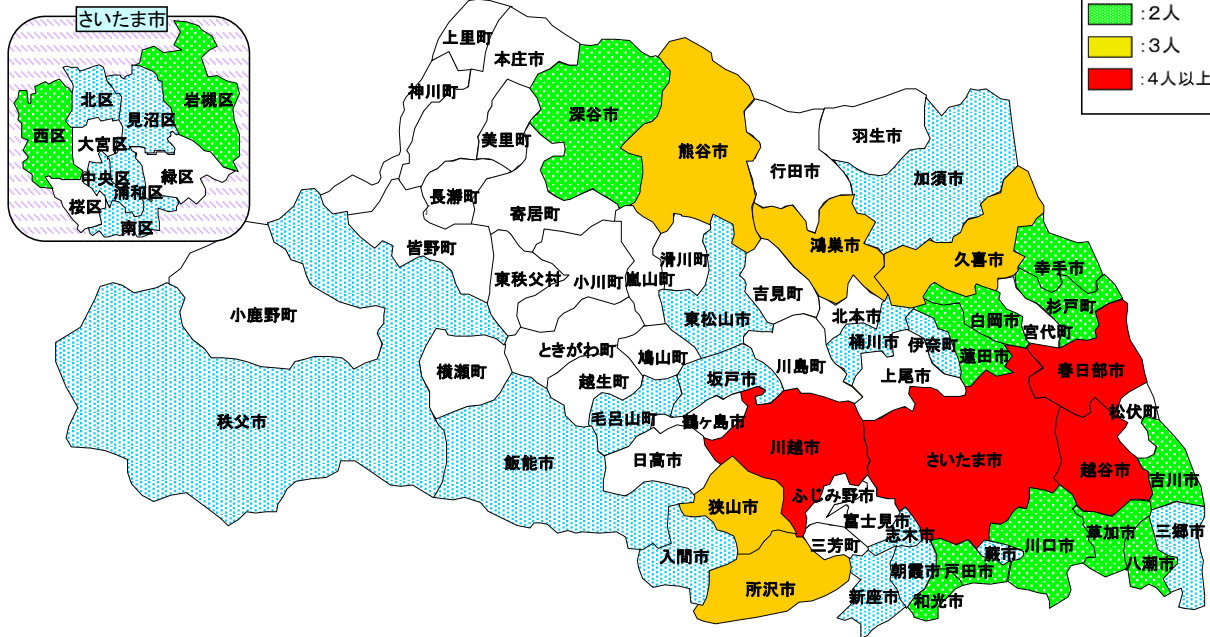 さいたま市
北区
見沼区
岩槻区
西区
大宮区
中央区
浦和区
緑区
桜区
南区
:2人
:3人
:4人以上
上里町
本庄市
神川町
美里町
深谷市
熊谷市
行田市
羽生市
加須市
長瀞町
寄居町
皆野町
東秩父村
小川町
嵐山町
滑川町
吉見町
鴻巣市
久喜市
幸手市
杉戸町
小鹿野町
東松山市
北本市
桶川市
伊奈町
白岡市
宮代町
蓮田市
ときがわ町
鳩山町
川島町
上尾市
春日部市
横瀬町
越生町
坂戸市
松伏町
秩父市
毛呂山町
鶴ヶ島市
飯能市
日高市
川越市
さいたま市
越谷市
吉川市
狭山市
ふじみ野市
富士見市
志木市
三芳町
入間市
所沢市
朝霞市
新座市
和光市
戸田市
蕨市
川口市
草加市
八潮市
三郷市